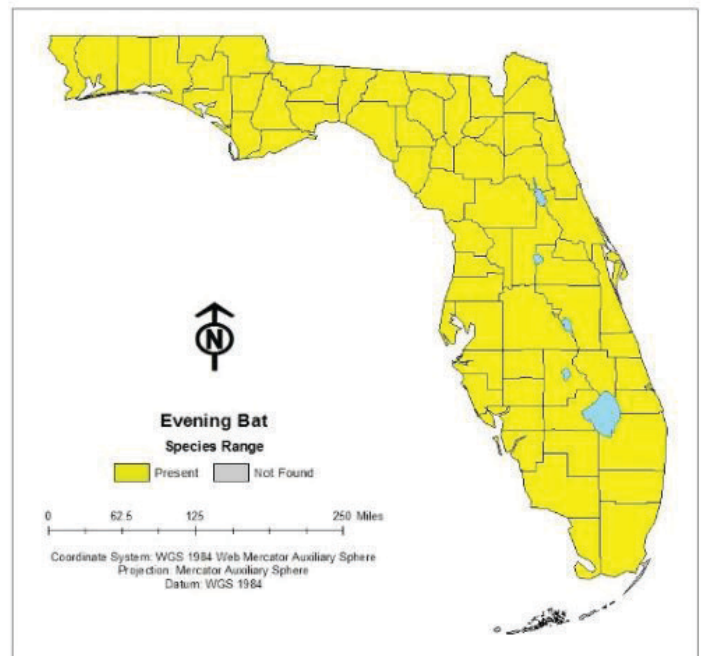 N
Evening Bat
Species Range
Present Not Found
0 62.5 125 250 Miles
Coordinate System: WGS 1984 Web Mercator Auxiliary Sphere
Projection: Mercator Auxiliary Sphere
Datum: WGS 1984